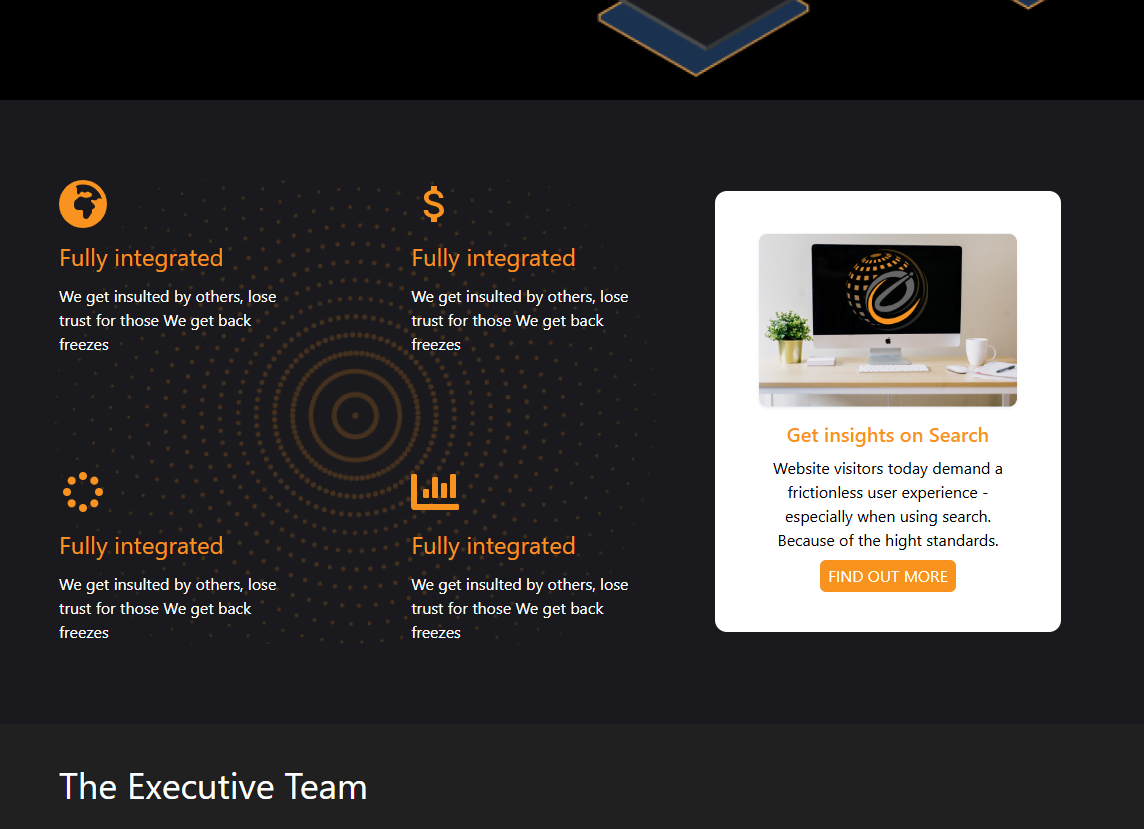 Fully integrated
We get insulted by others, lose
trust for those We get back
freezes
Fully integrated
We get insulted by others, lose
trust for those We get back
freezes
Fully integrated
We get insulted by others, lose
trust for those We get back
freezes
Fully integrated
We get insulted by others, lose
trust for those We get back
freezes
Get insights on Search
Website visitors today demand a
frictionless user experience -
especially when using search.
Because of the hight standards.
FIND OUT MORE
The Executive Team